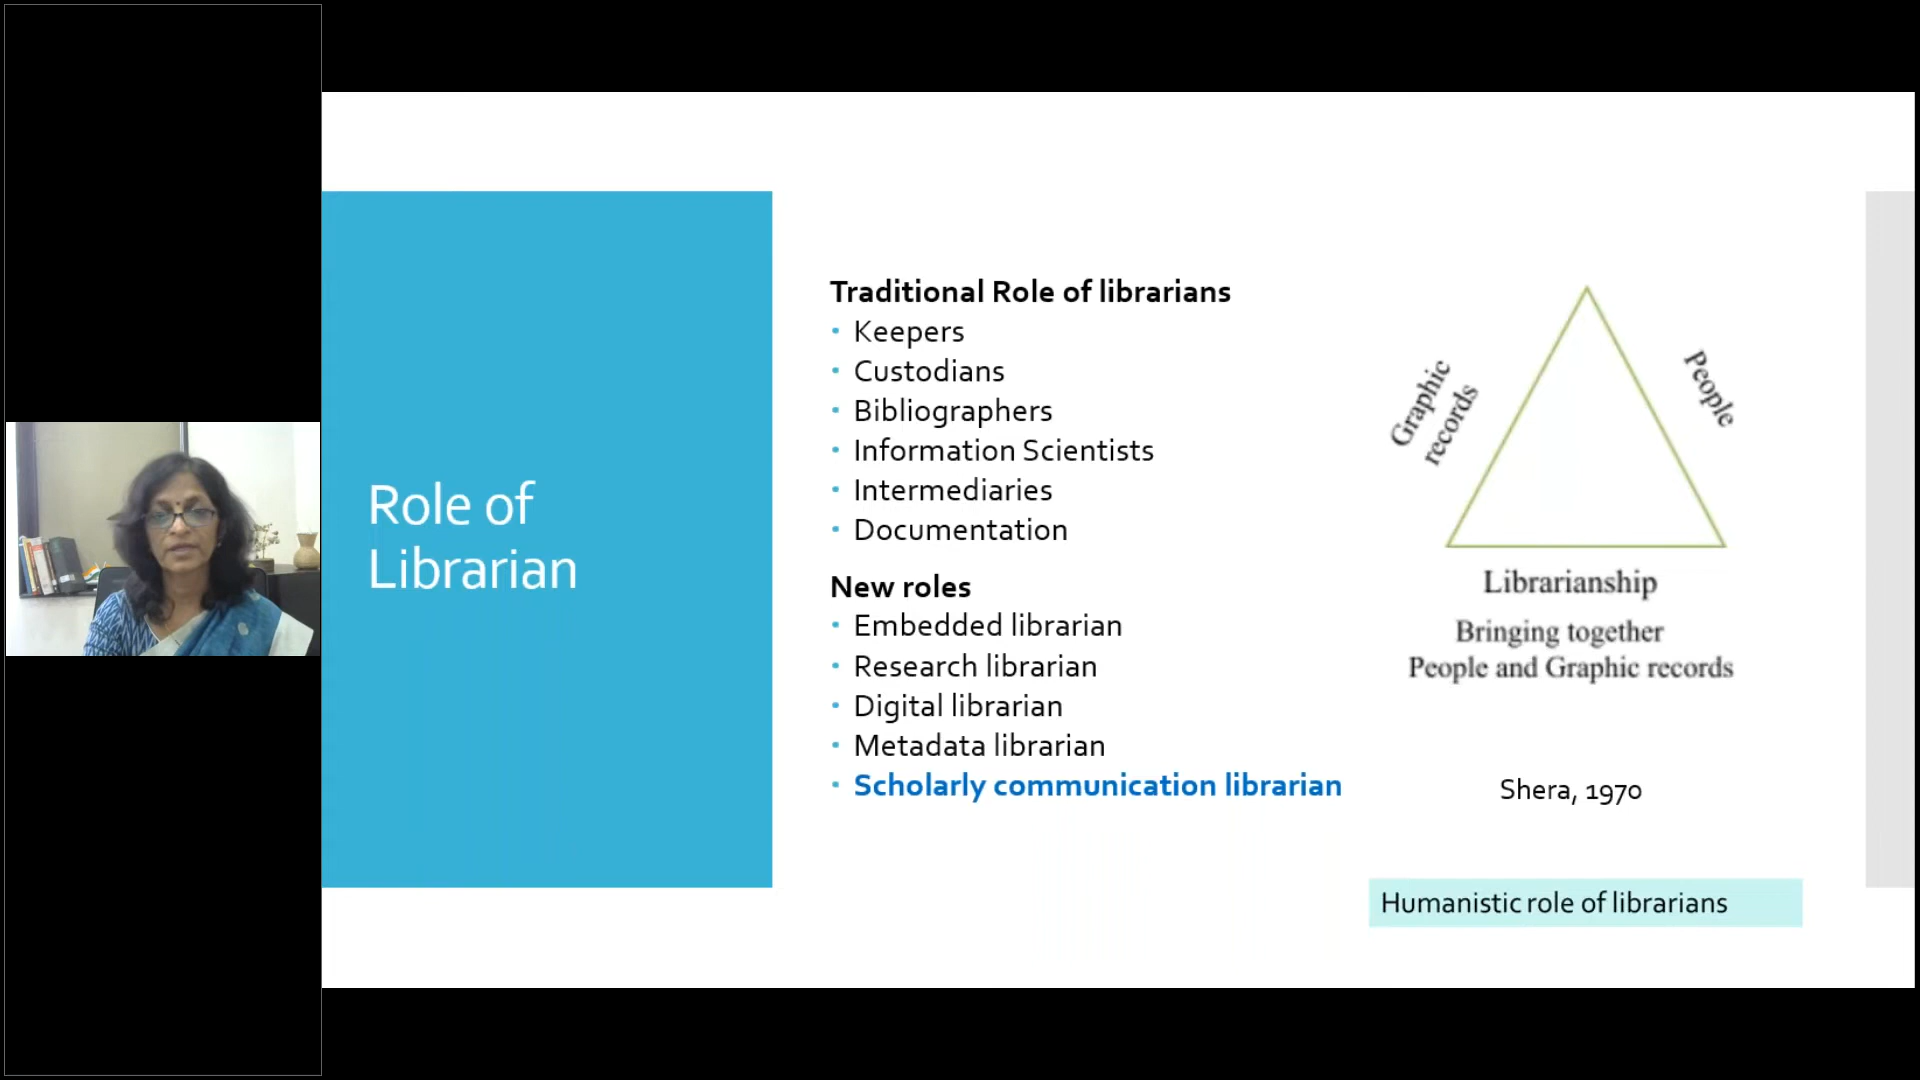 Role of
Librarian
Traditional Role of librarians
• Keepers
• Custodians
• Bibliographers
• Information Scientists
• Intermediaries
• Documentation
New roles
• Embedded librarian
• Research librarian
• Digital librarian
• Metadata librarian
• Scholarly communication librarian
Graphic
records
People
Librarianship
Bringing together
People and Graphic records
Shera, 1970
Humanistic role of librarians